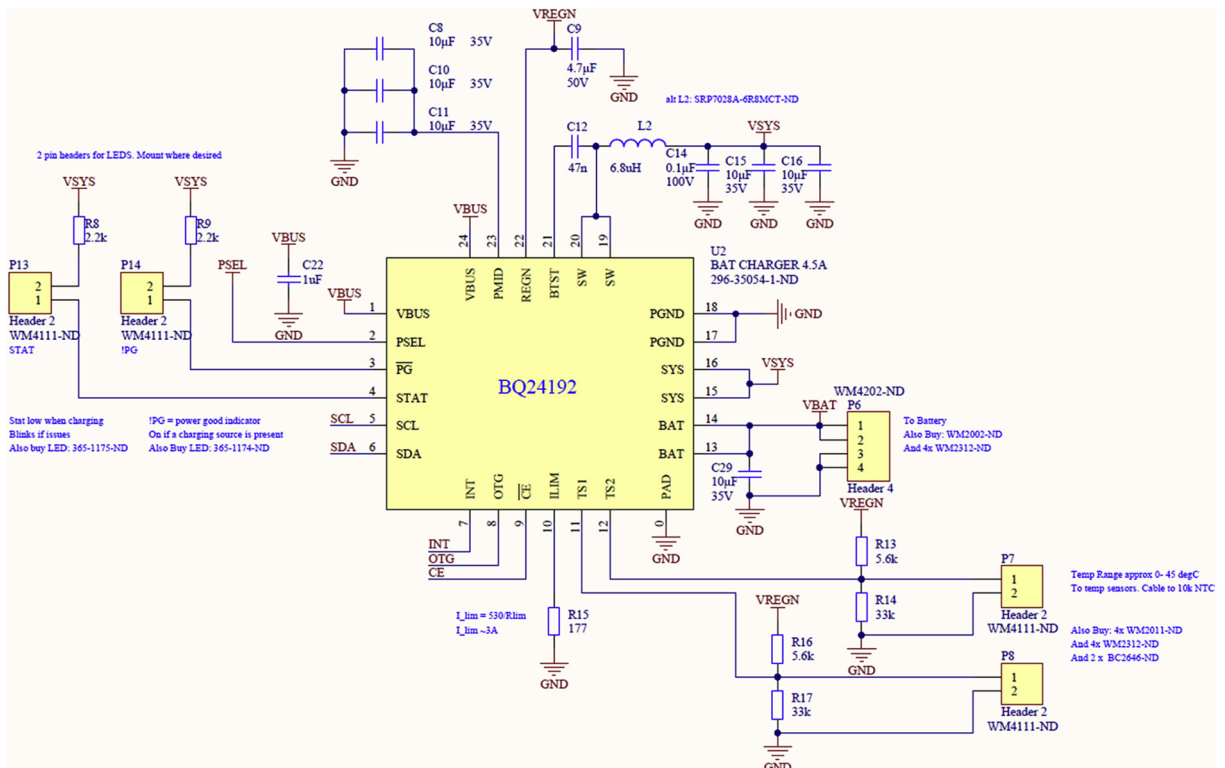 VREGN
C8
10µF 35V
C9
4.7µF
50V
GND
C10
10µF 35V
C11
10µF 35V
GND
alt L2: SRP7028A-6R8MCT-ND
C12
47n
L2
6.8uH
VSYS
C14
0.1µF
100V
C15
10µF
35V
C16
10µF
35V
GND
GND
GND
2 pin headers for LEDS. Mount where desired
VSYS
VSYS
R8
2.2k
R9
2.2k
P13
2
1
Header 2
WM4111-ND
STAT
P14
2
1
Header 2
WM4111-ND
!PG
PSEL
VBUS
C22
1uF
GND
VBUS
VBUS
24
23
22
21
20
19
VBUS
PMID
REGN
BTST
SW
SW
U2
BAT CHARGER 4.5A
296-35054-1-ND
1 VBUS
2 PSEL
3 PG
4 STAT
5 SCL
6 SDA
SCL
SDA
BQ24192
PGND 18
PGND 17
SYS 16
SYS 15
BAT 14
BAT 13
GND
VSYS
INT
OTG
CE
ILIM
TS1
TS2
PAD
7
8
9
10
11
12
0
GND
INT
OTG
CE
Stat low when charging
Blinks if issues
Also buy LED: 365-1175-ND
!PG = power good indicator
On if a charging source is present
Also Buy LED: 365-1174-ND
WM4202-ND
VBAT
P6
1
2
3
4
Header 4
To Battery
Also Buy: WM2002-ND
And 4x WM2312-ND
C29
10µF
35V
GND
I_lim = 530/Rlim
I_lim ~3A
R15
177
GND
VREGN
R13
5.6k
R14
33k
GND
P7
1
2
Header 2
WM4111-ND
Temp Range approx 0- 45 degC
To temp sensors. Cable to 10k NTC
Also Buy: 4x WM2011-ND
And 4x WM2312-ND
And 2 x BC2646-ND
VREGN
R16
5.6k
R17
33k
GND
P8
1
2
Header 2
WM4111-ND